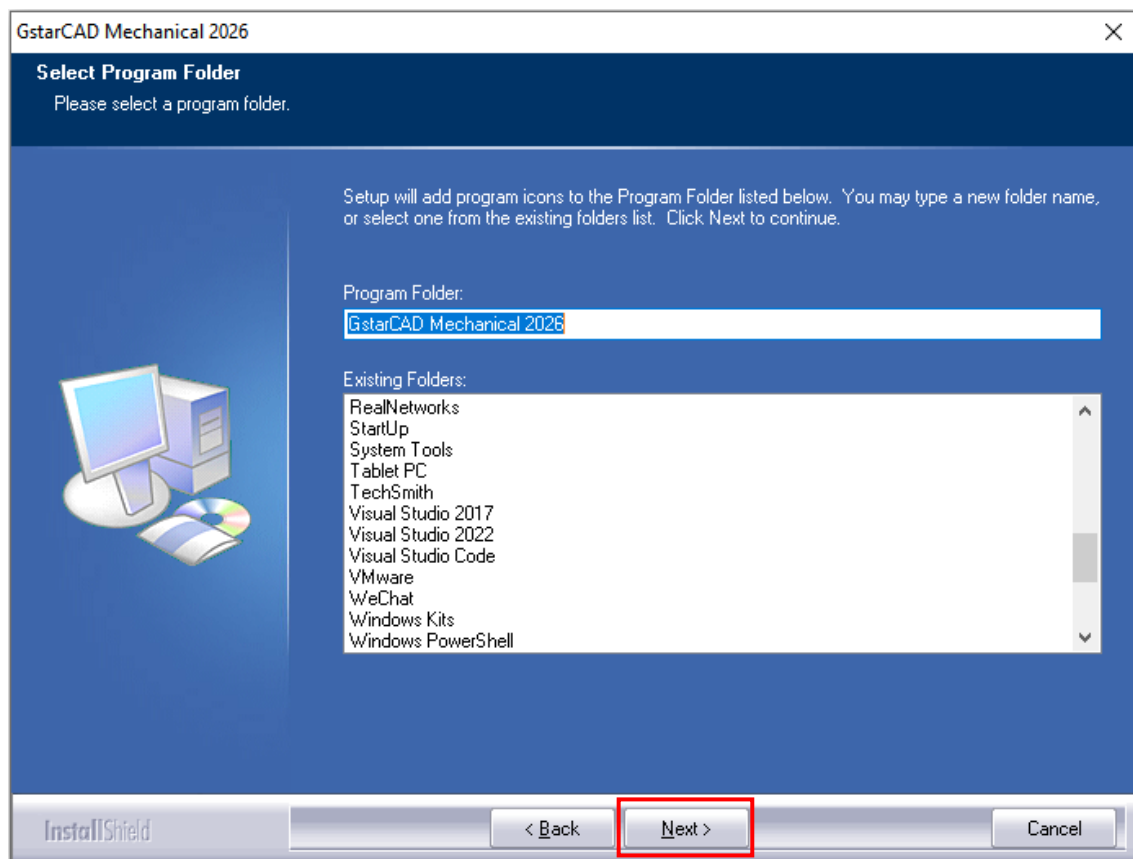 GstarCAD Mechanical 2026
Select Program Folder
Please select a program folder.
Setup will add program icons to the Program Folder listed below. You may type a new folder name,
or select one from the existing folders list. Click Next to continue.
Program Folder:
GstarCAD Mechanical 2026
Existing Folders:
RealNetworks
StartUp
System Tools
Tablet PC
TechSmith
Visual Studio 2017
Visual Studio 2022
Visual Studio Code
VMware
WeChat
Windows Kits
Windows PowerShell
InstallShield
< Back
Next >
Cancel